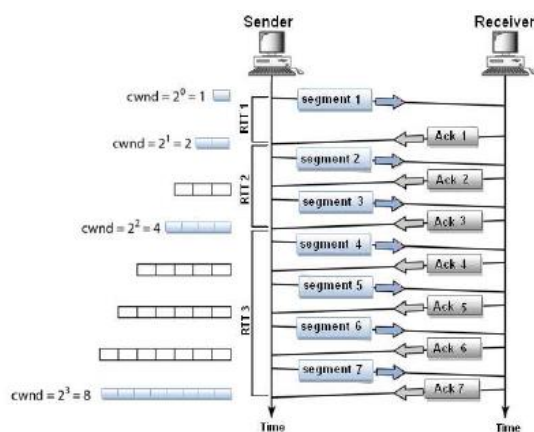 Sender Receiver
cwnd = 2⁰ = 1
segment 1
RTT 1
Ack 1
cwnd = 2¹ = 2
segment 2
Ack 2
RTT 2
segment 3
Ack 3
cwnd = 2² = 4
segment 4
Ack 4
segment 5
Ack 5
RTT 3
segment 6
Ack 6
segment 7
Ack 7
cwnd = 2³ = 8
Time Time